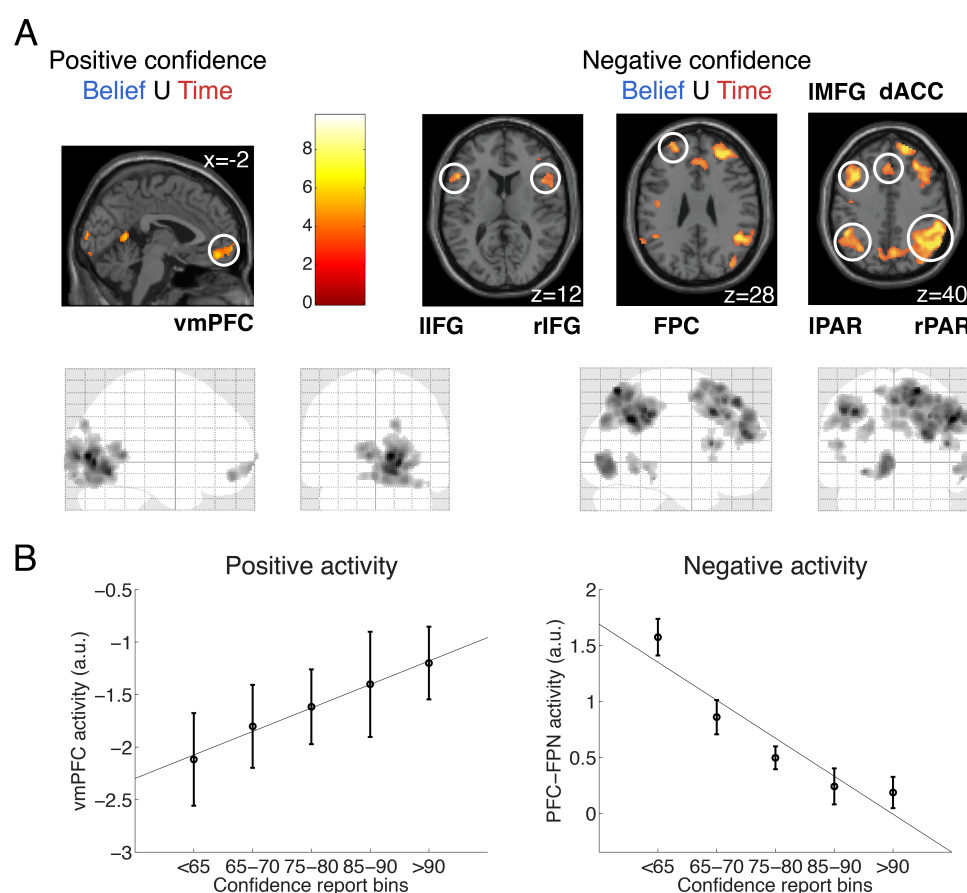 A
Positive confidence
Belief U Time
Negative confidence
Belief U Time
lMFG dACC
x=-2
8
6
4
2
0
z=12
z=28
z=40
vmPFC
lIFG
rIFG
FPC
lPAR
rPAR
B
Positive activity
vmPFC activity (a.u.)
−0.5
−1
−1.5
−2
−2.5
−3
<65
65−70
75−80
85−90
>90
Confidence report bins
Negative activity
PFC−FPN activity (a.u.)
2
1.5
1
0.5
0
<65
65−70
75−80
85−90
>90
Confidence report bins